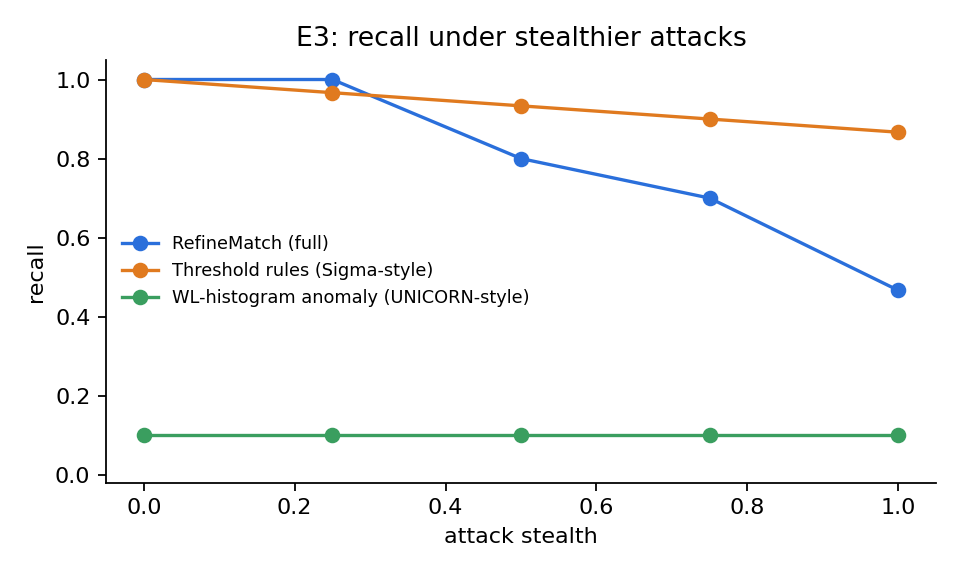 E3: recall under stealthier attacks
recall
1.0
0.8
0.6
0.4
0.2
0.0
RefineMatch (full)
Threshold rules (Sigma-style)
WL-histogram anomaly (UNICORN-style)
0.0 0.2 0.4 0.6 0.8 1.0
attack stealth